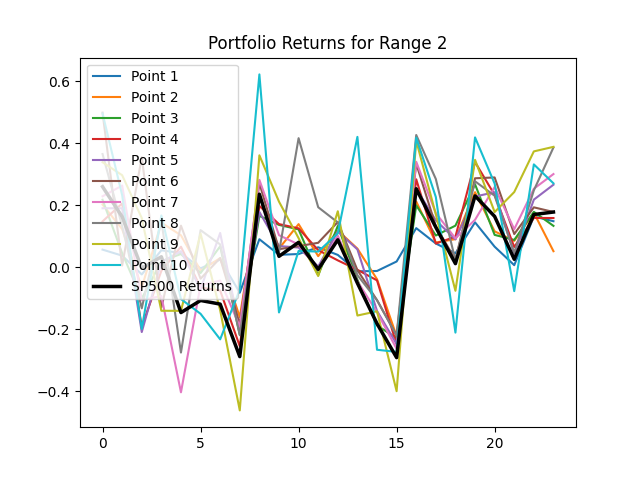 Portfolio Returns for Range 2
Point 1
Point 2
Point 3
Point 4
Point 5
Point 6
Point 7
Point 8
Point 9
Point 10
SP500 Returns
0.6
0.4
0.2
0.0
−0.2
−0.4
0
5
10
15
20